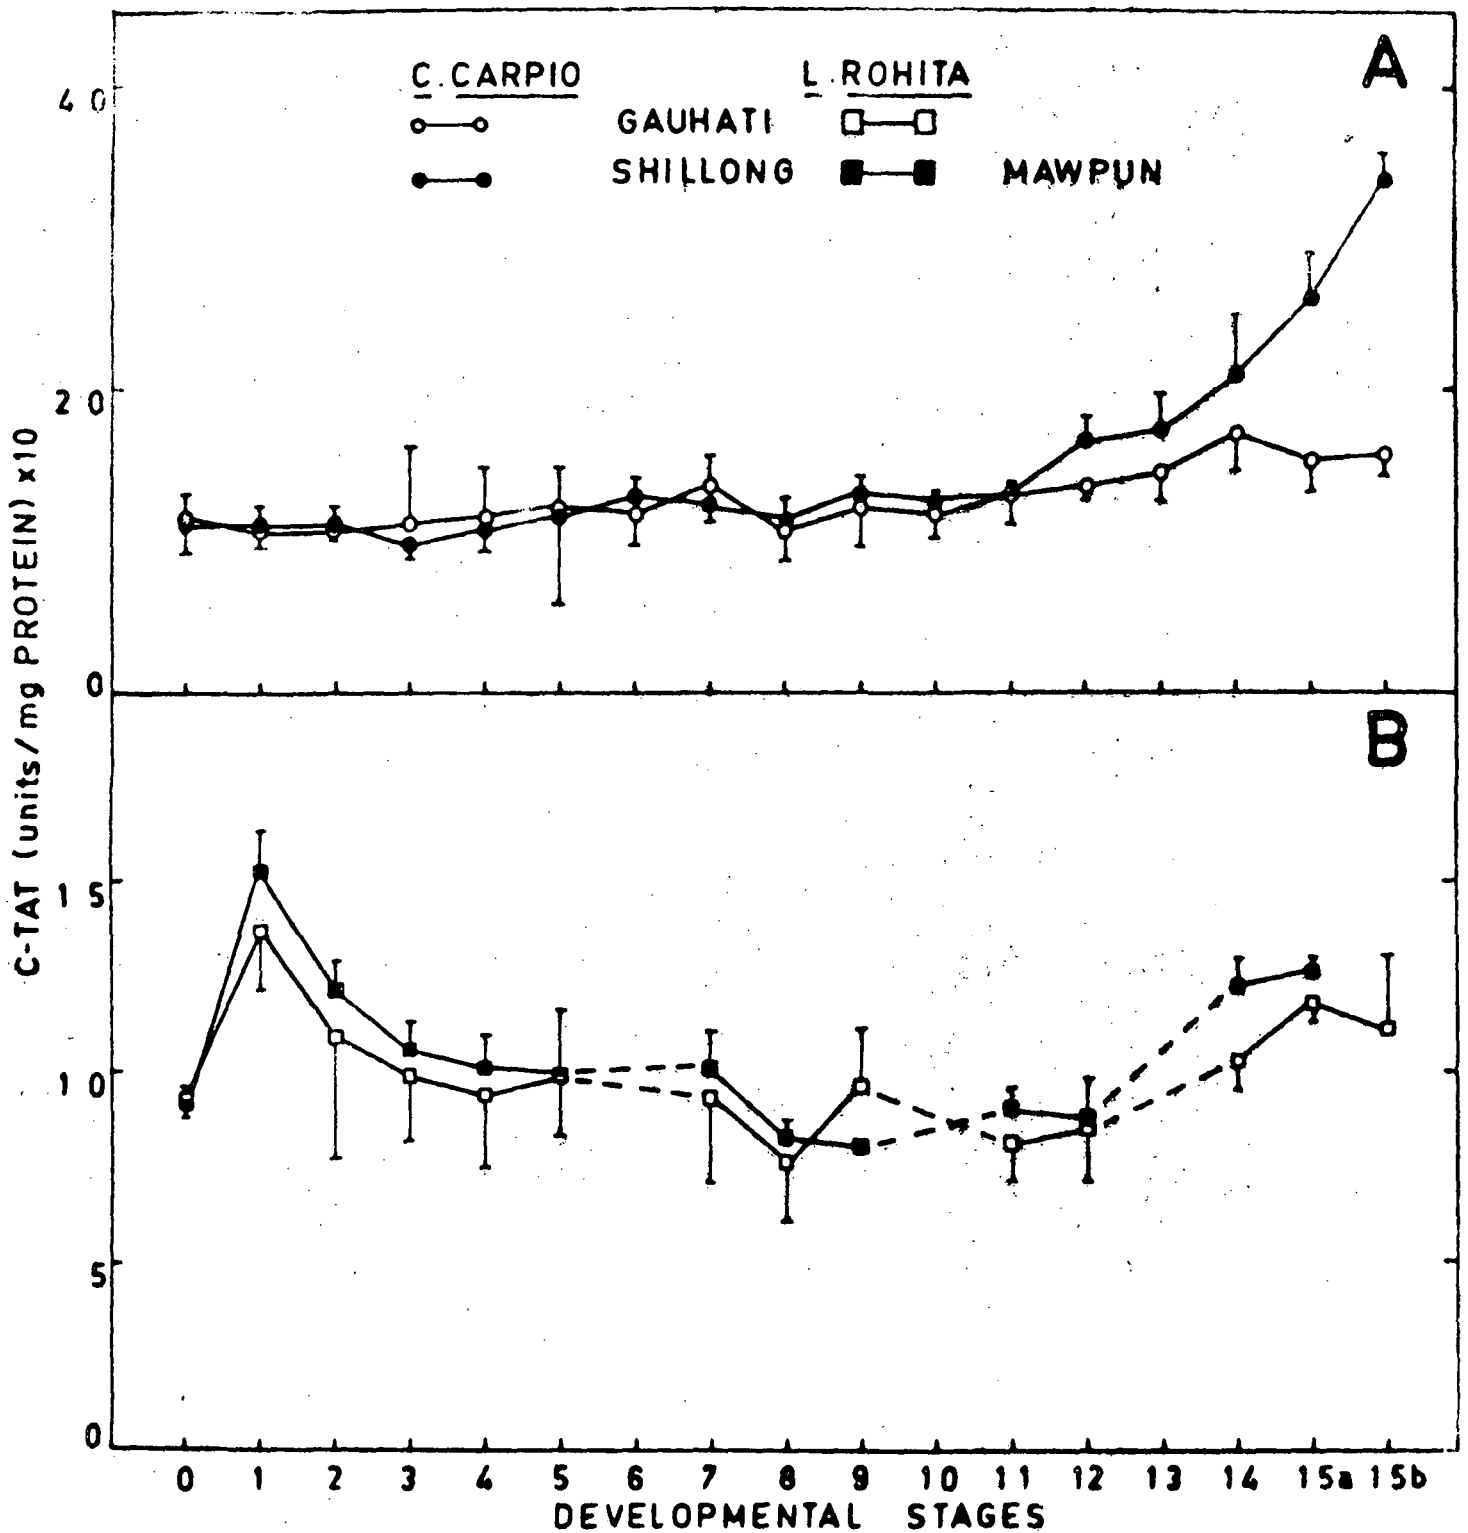 A
C.CARPIO L.ROHITA
GAUHATI
SHILLONG MAWPUN
40
20
0
B
15
10
5
0
C-TAT (units/mg PROTEIN) x10
0 1 2 3 4 5 6 7 8 9 10 11 12 13 14 15a 15b
DEVELOPMENTAL STAGES